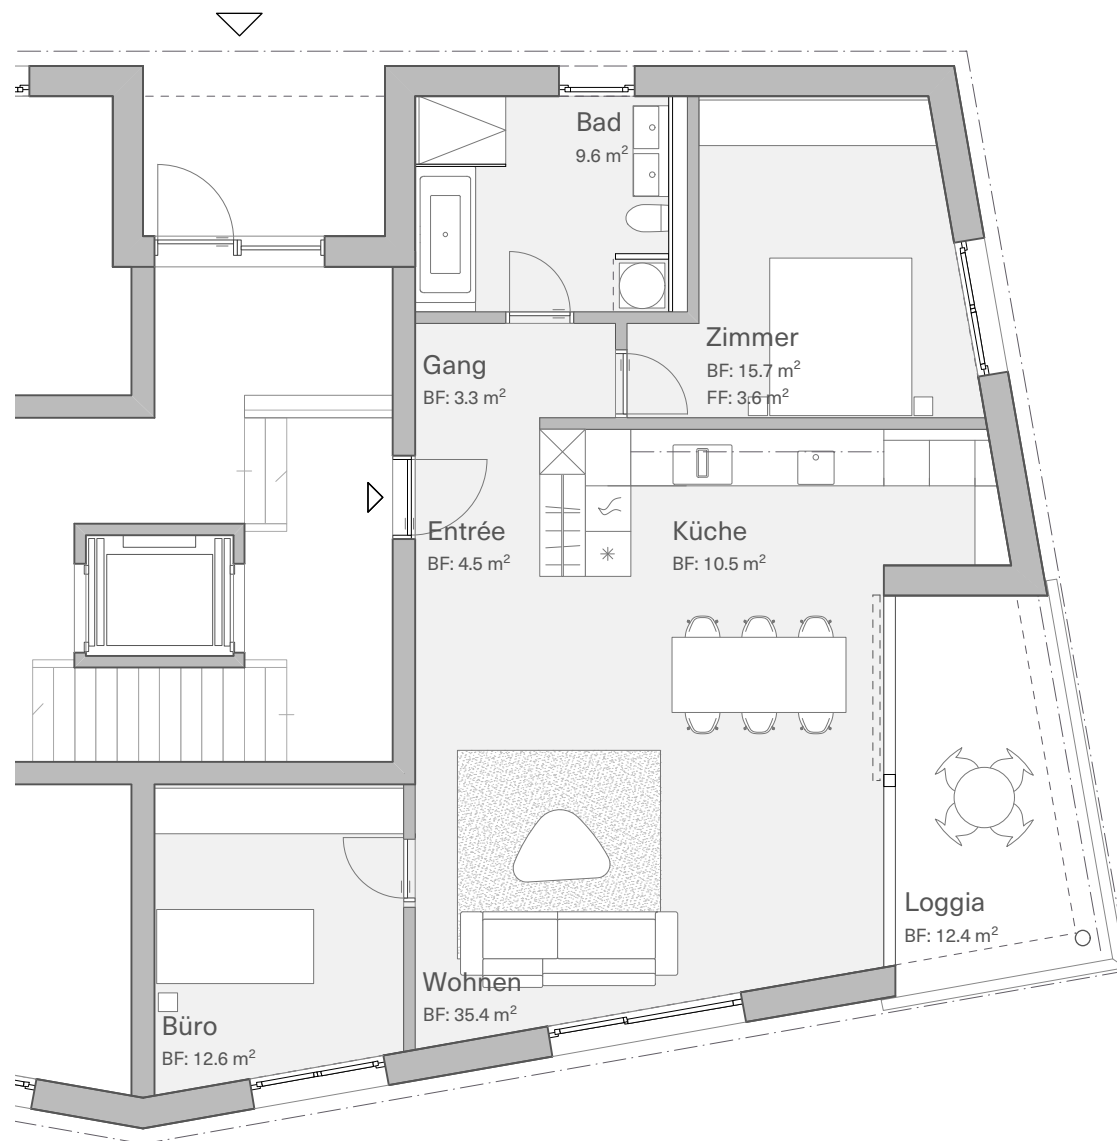 Bad
9.6 m²
Zimmer
BF: 15.7 m²
FF: 3.6 m²
Gang
BF: 3.3 m²
Entrée
BF: 4.5 m²
Küche
BF: 10.5 m²
Loggia
BF: 12.4 m²
Wohnen
BF: 35.4 m²
Büro
BF: 12.6 m²